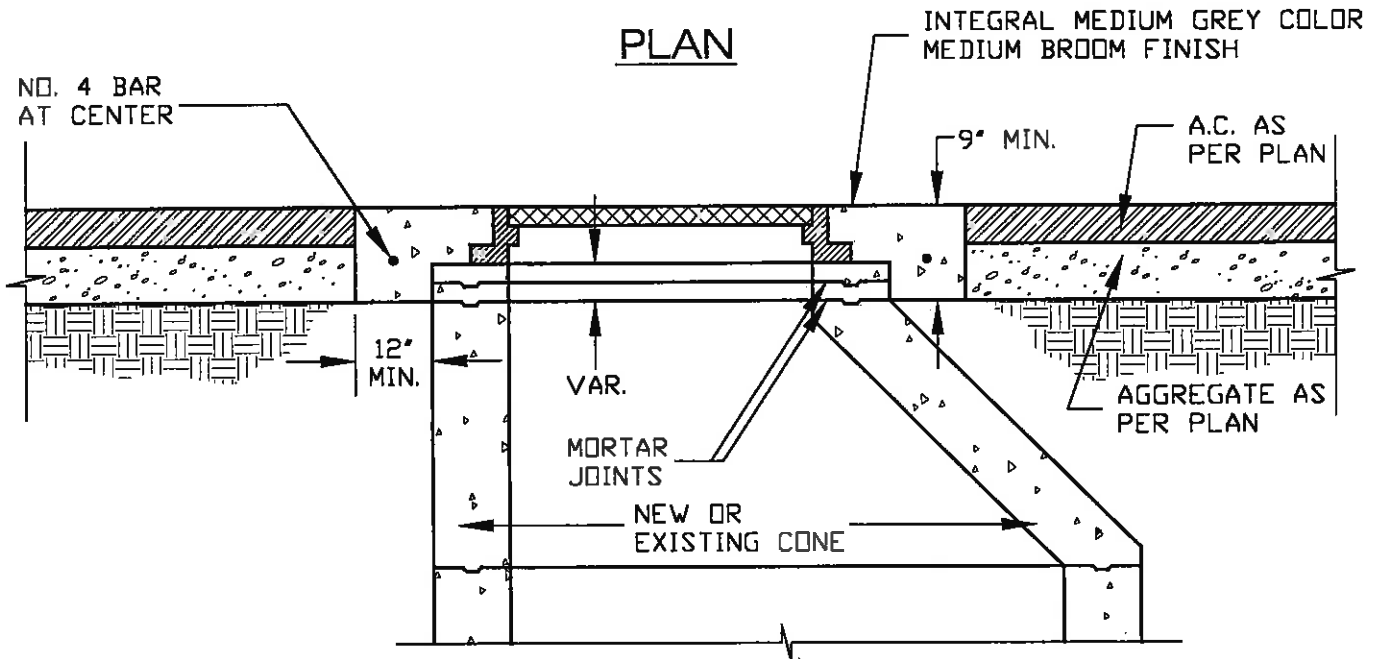 PLAN
INTEGRAL MEDIUM GREY COLOR
MEDIUM BROOM FINISH
NO. 4 BAR
AT CENTER
9" MIN.
A.C. AS
PER PLAN
12"
MIN.
VAR.
AGGREGATE AS
PER PLAN
MORTAR
JOINTS
NEW OR
EXISTING CONE